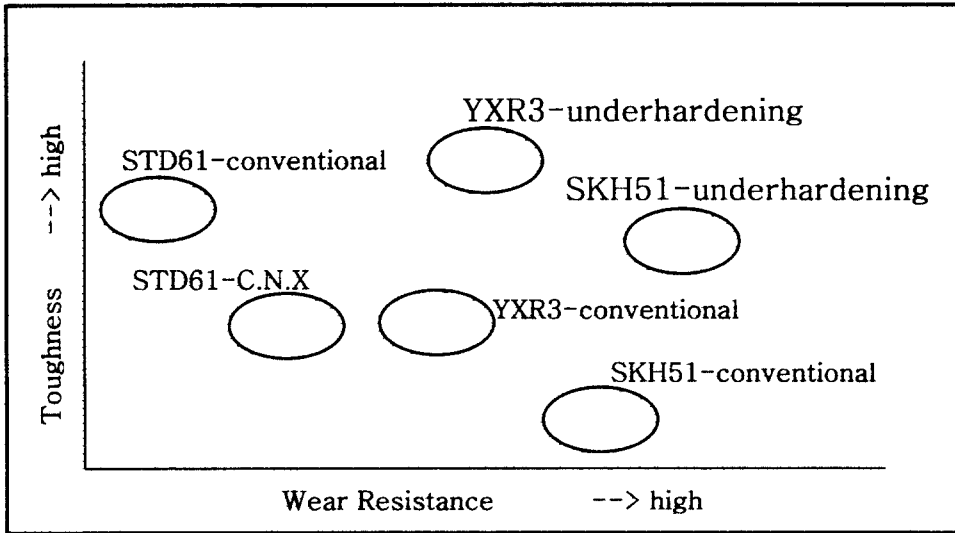 YXR3-underhardening
STD61-conventional
SKH51-underhardening
STD61-C.N.X
YXR3-conventional
SKH51-conventional
Toughness --> high
Wear Resistance --> high